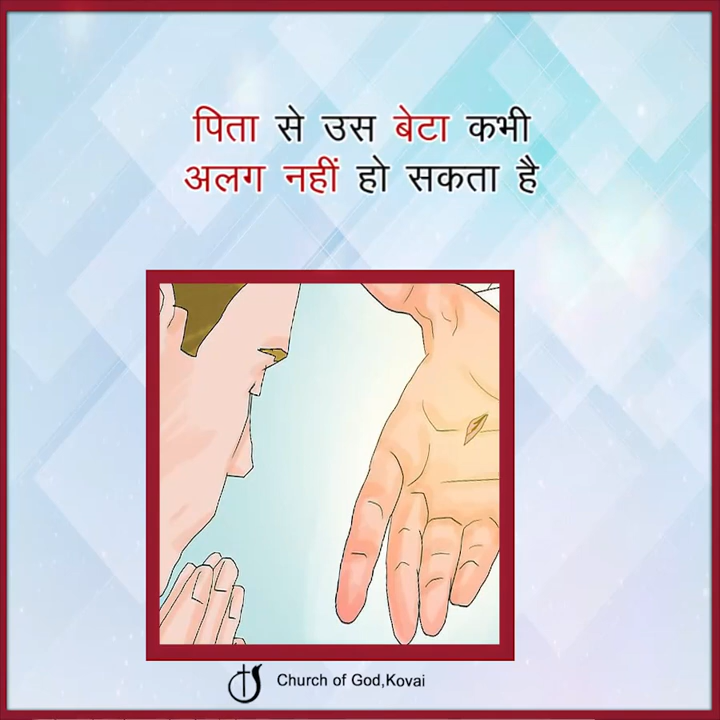 पिता से उस बेटा कभी
अलग नहीं हो सकता है
Church of God,Kovai